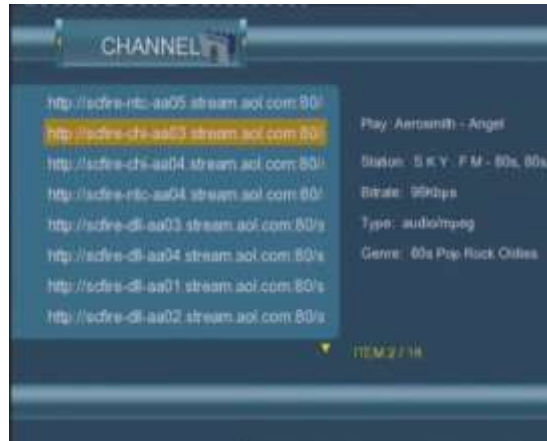 CHANNEL
http://scfire-ntc-aa05.stream.aol.com:80/
http://scfire-chi-aa03.stream.aol.com:80/
http://scfire-chi-aa04.stream.aol.com:80/
http://scfire-ntc-aa04.stream.aol.com:80/
http://scfire-dll-aa03.stream.aol.com:80/s
http://scfire-dll-aa04.stream.aol.com:80/s
http://scfire-dll-aa01.stream.aol.com:80/s
http://scfire-dll-aa02.stream.aol.com:80/s
Play: Aerosmith - Angel
Station: S K Y . F M - 80s, 80s
Bitrate: 96Kbps
Type: audio/mpeg
Genre: 80s Pop Rock Oldies
ITEM 2 / 18